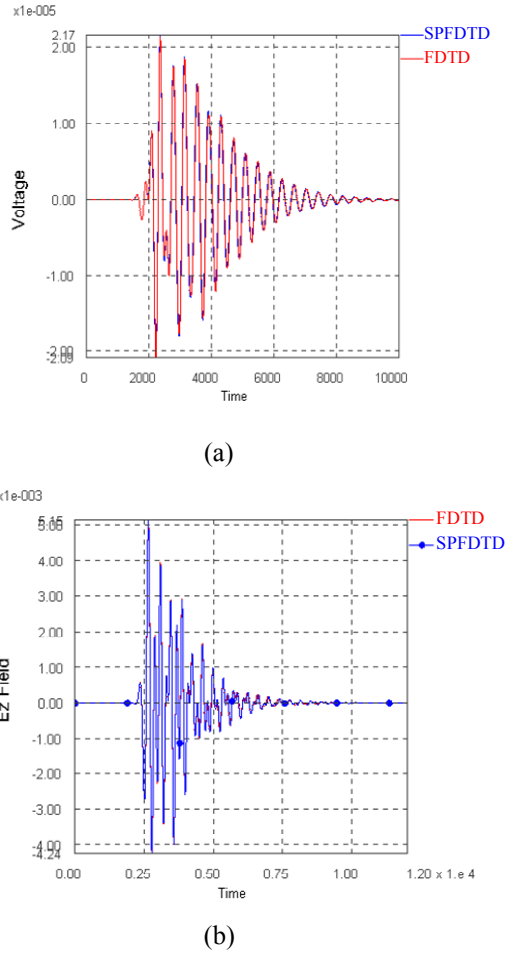 x1e-005
2.17
2.00
1.00
0.00
-1.00
-2.00
-2.09
Voltage
0 2000 4000 6000 8000 10000
Time
SPFDTD
FDTD
(a)
x1e-003
5.15
5.00
4.00
3.00
2.00
1.00
0.00
-1.00
-2.00
-3.00
-4.00
-4.24
Ez Field
0.00 0.25 0.50 0.75 1.00 1.20 x 1.e 4
Time
FDTD
SPFDTD
(b)